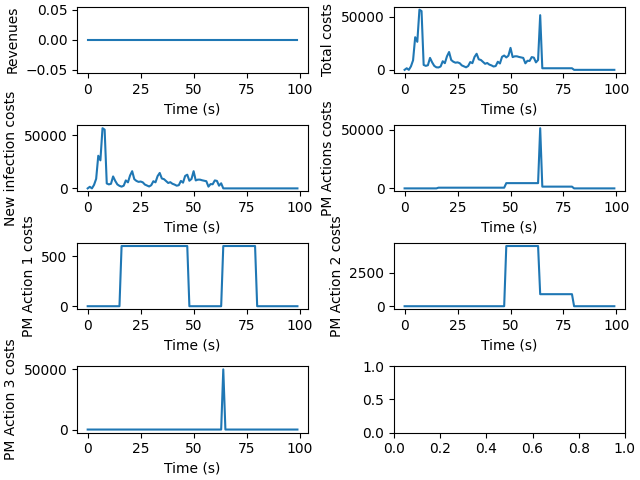 Revenues
0.05
0.00
−0.05
0 25 50 75 100
Time (s)
Total costs
50000
0
0 25 50 75 100
Time (s)
New infection costs
50000
0
0 25 50 75 100
Time (s)
PM Actions costs
50000
0
0 25 50 75 100
Time (s)
PM Action 1 costs
500
0
0 25 50 75 100
Time (s)
PM Action 2 costs
2500
0
0 25 50 75 100
Time (s)
PM Action 3 costs
50000
0
0 25 50 75 100
Time (s)
1.0
0.5
0.0
0.0 0.2 0.4 0.6 0.8 1.0